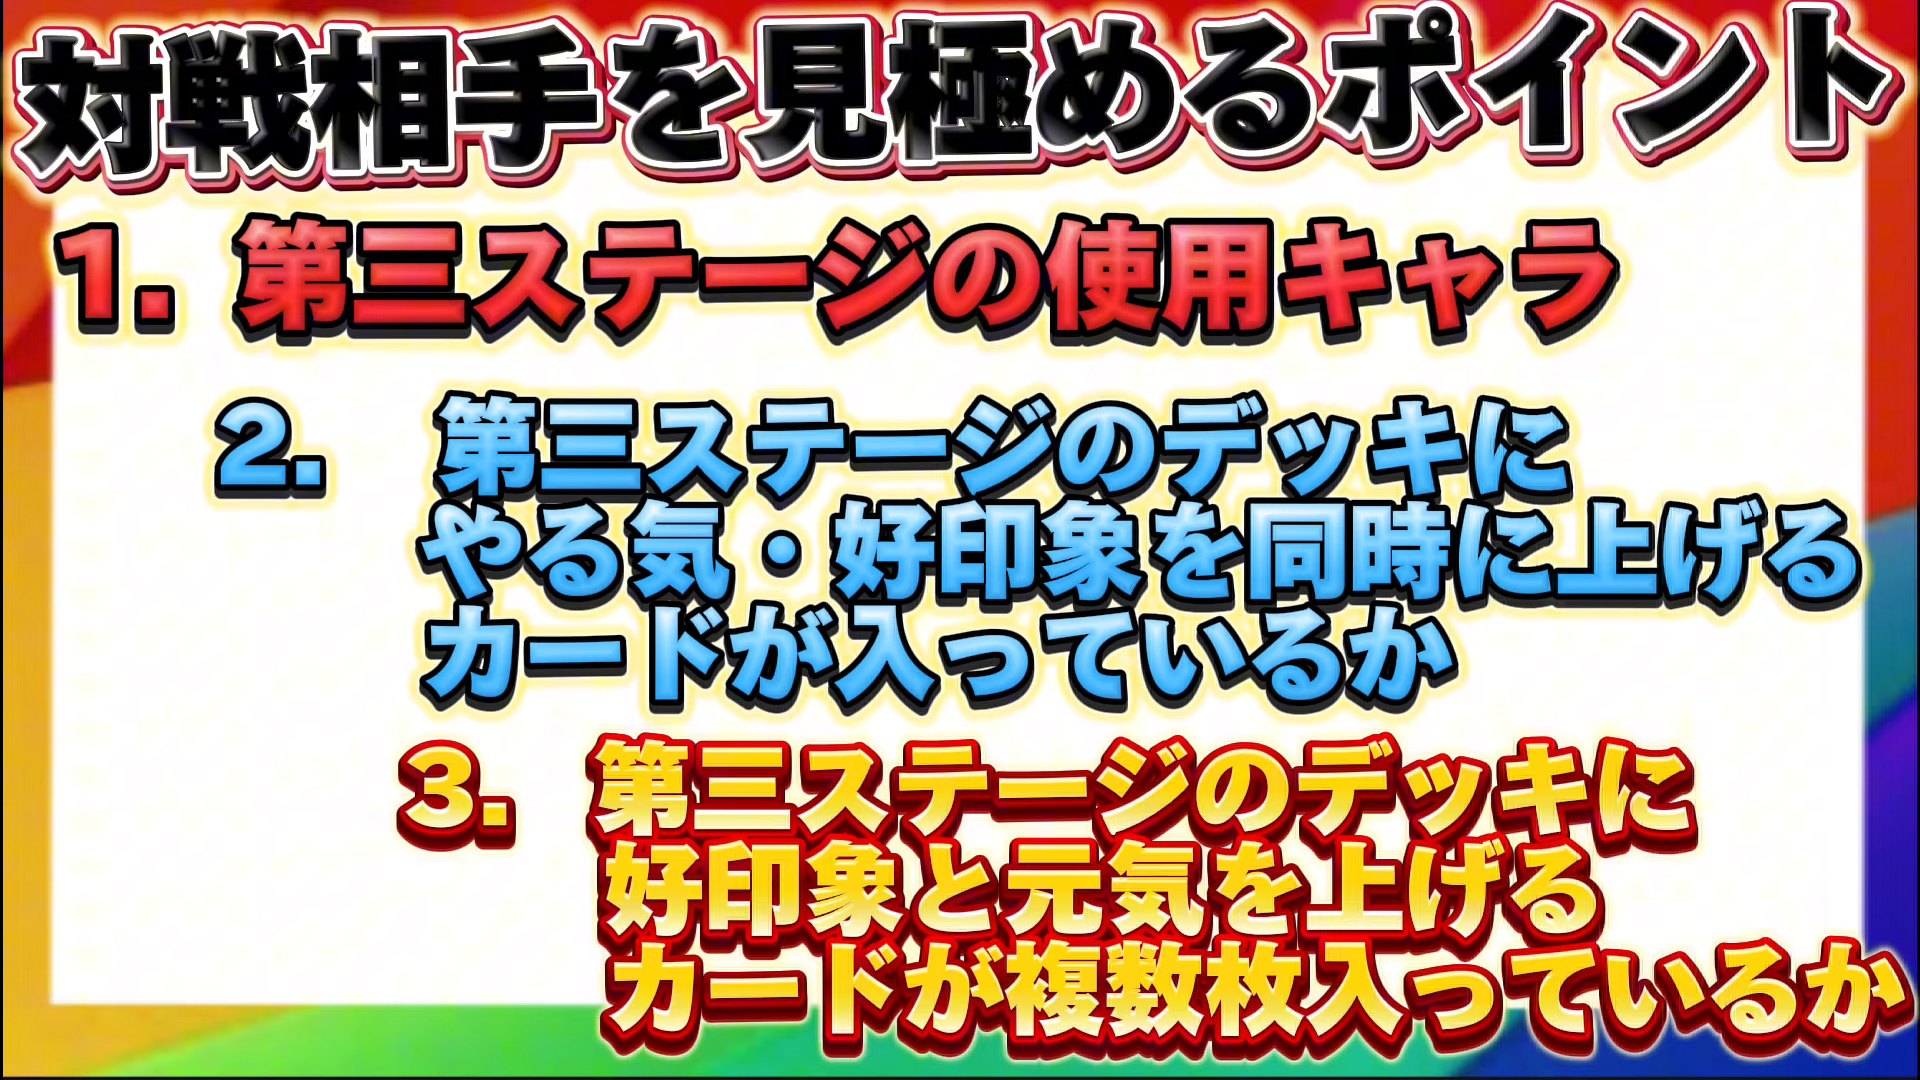 対戦相手を見極めるポイント
1. 第三ステージの使用キャラ
2. 第三ステージのデッキに
やる気・好印象を同時に上げる
カードが入っているか
3. 第三ステージのデッキに
好印象と元気を上げる
カードが複数枚入っているか